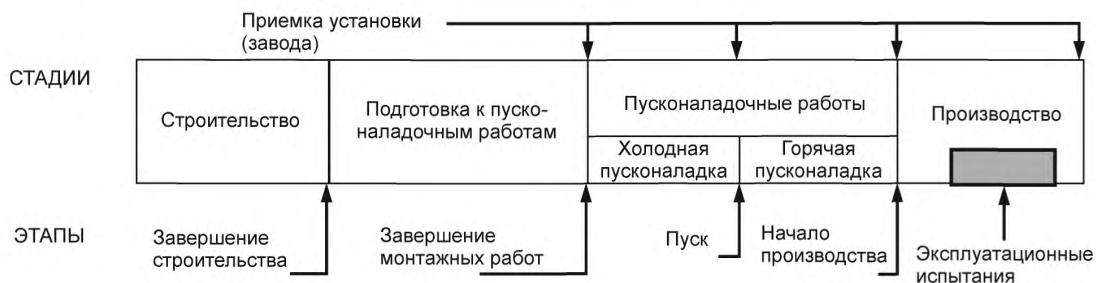 Приемка установки
(завода)
СТАДИИ
Строительство
Подготовка к пуско-
наладочным работам
Пусконаладочные работы
Холодная
пусконаладка
Горячая
пусконаладка
Производство
ЭТАПЫ
Завершение
строительства
Завершение
монтажных работ
Пуск
Начало
производства
Эксплуатационные
испытания